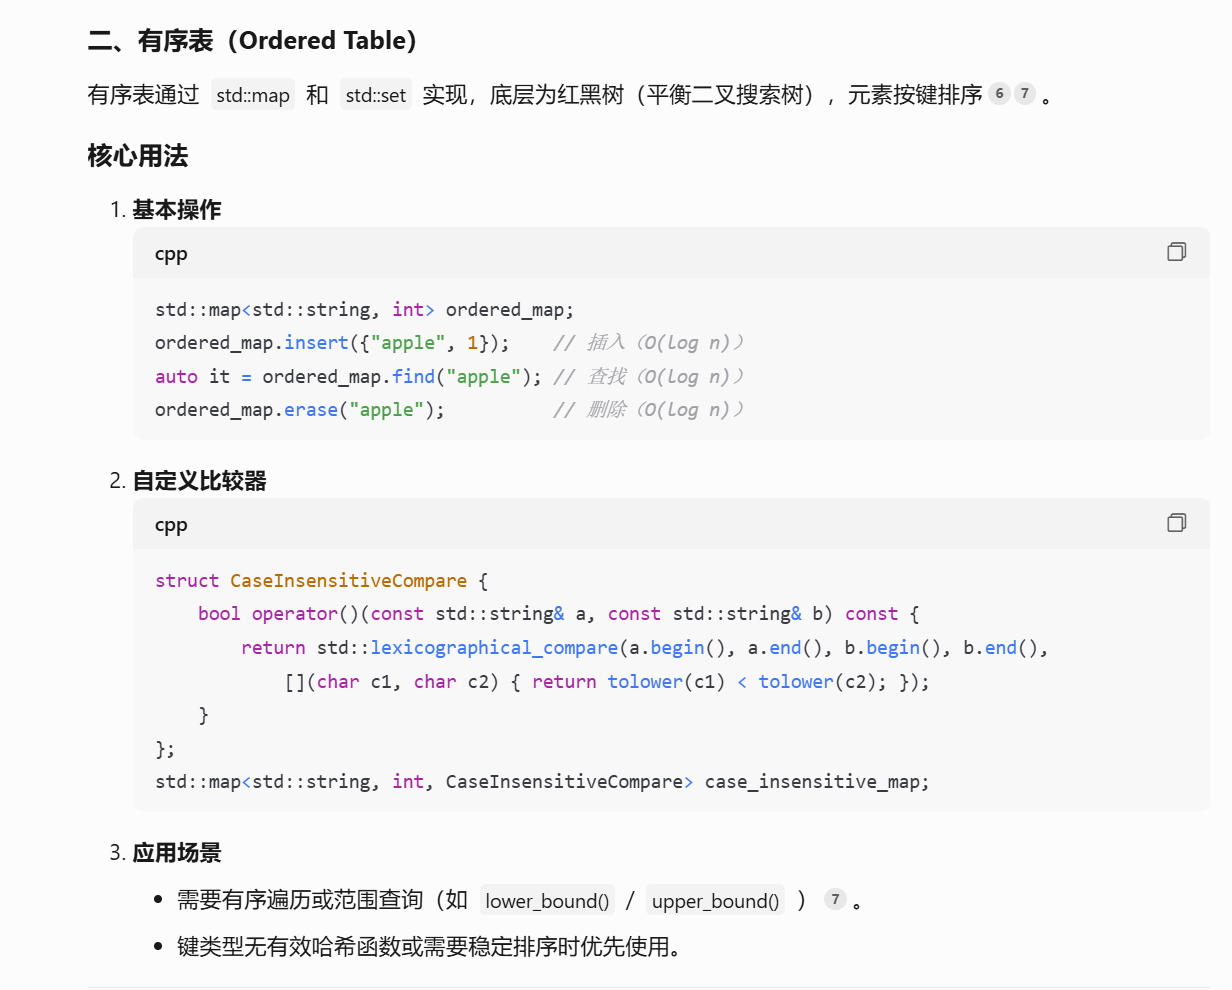 二、有序表（Ordered Table）
有序表通过 std::map 和 std::set 实现，底层为红黑树（平衡二叉搜索树），元素按键排序 6 7 。
核心用法
1. 基本操作
cpp
std::map<std::string, int> ordered_map;
ordered_map.insert({"apple", 1});    // 插入（O(log n)）
auto it = ordered_map.find("apple"); // 查找（O(log n)）
ordered_map.erase("apple");          // 删除（O(log n)）
2. 自定义比较器
cpp
struct CaseInsensitiveCompare {
    bool operator()(const std::string& a, const std::string& b) const {
        return std::lexicographical_compare(a.begin(), a.end(), b.begin(), b.end(),
            [](char c1, char c2) { return tolower(c1) < tolower(c2); });
    }
};
std::map<std::string, int, CaseInsensitiveCompare> case_insensitive_map;
3. 应用场景
• 需要有序遍历或范围查询（如 lower_bound() / upper_bound() ） 7 。
• 键类型无有效哈希函数或需要稳定排序时优先使用。